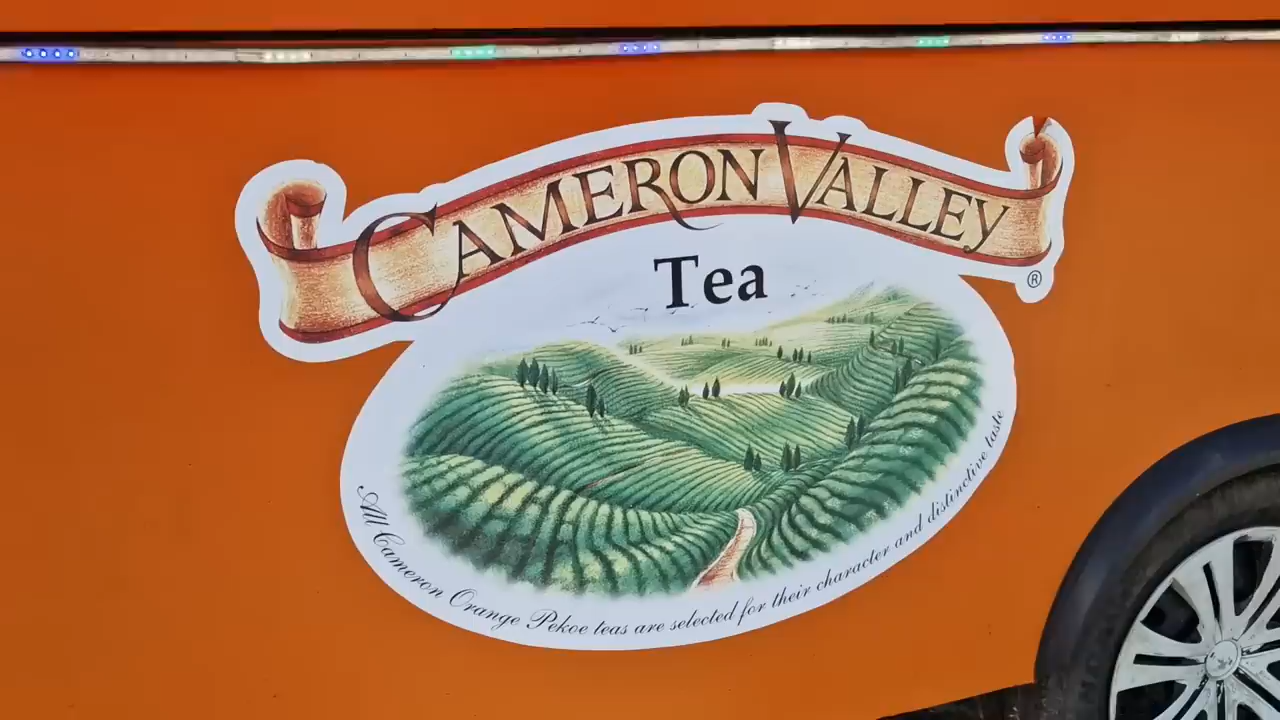 CAMERON VALLEY
®
Tea
All Cameron Orange Pekoe teas are selected for their character and distinctive taste